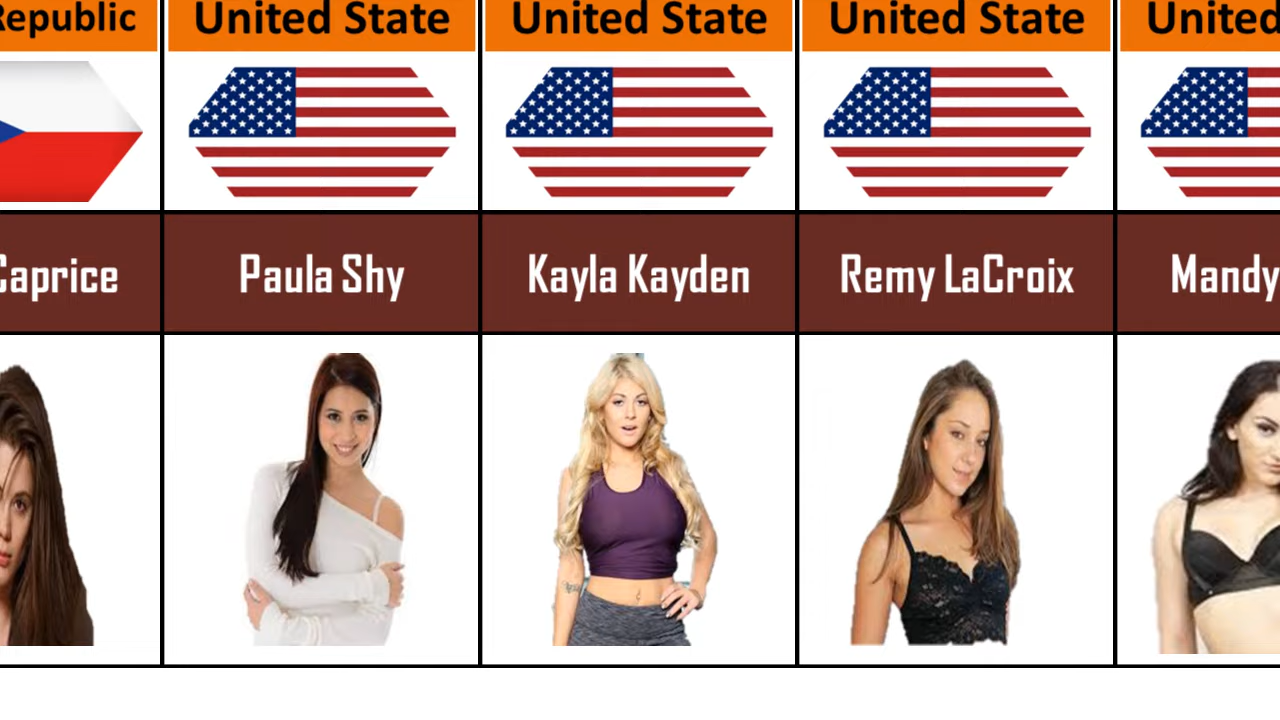 Republic
United State
United State
United State
United
Caprice
Paula Shy
Kayla Kayden
Remy LaCroix
Mandy